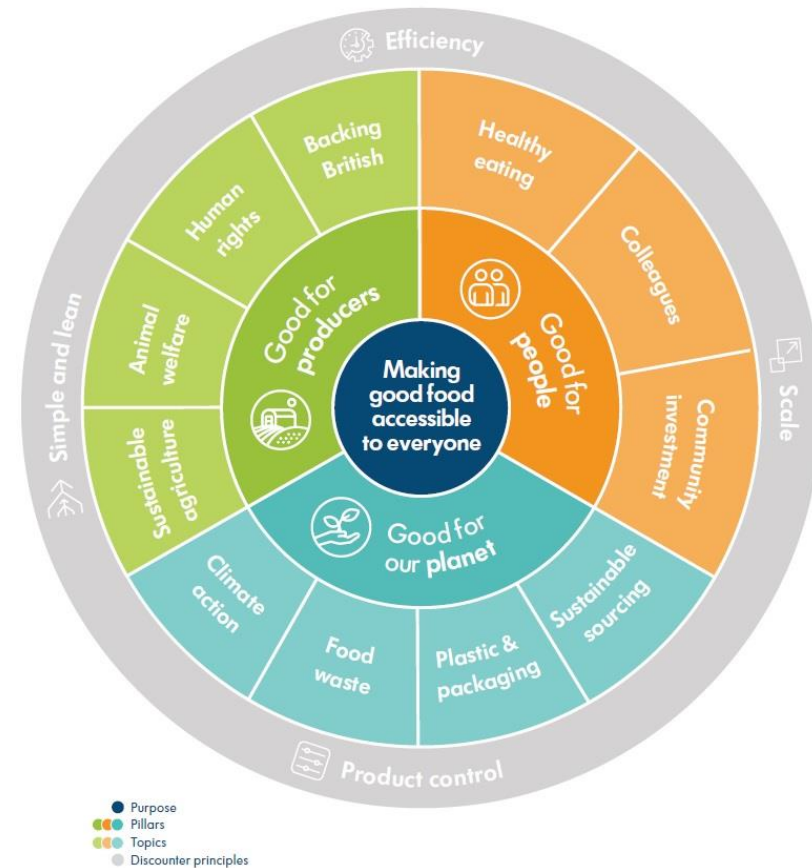 Efficiency
Backing
British
Healthy
eating
Human
rights
Colleagues
Good for
producers
Good for
people
Animal
welfare
Simple and lean
Scale
Making
good food
accessible
to everyone
Community
investment
Sustainable
agriculture
Good for
our planet
Climate
action
Food
waste
Plastic &
packaging
Sustainable
sourcing
Product control
Purpose
Pillars
Topics
Discounter principles